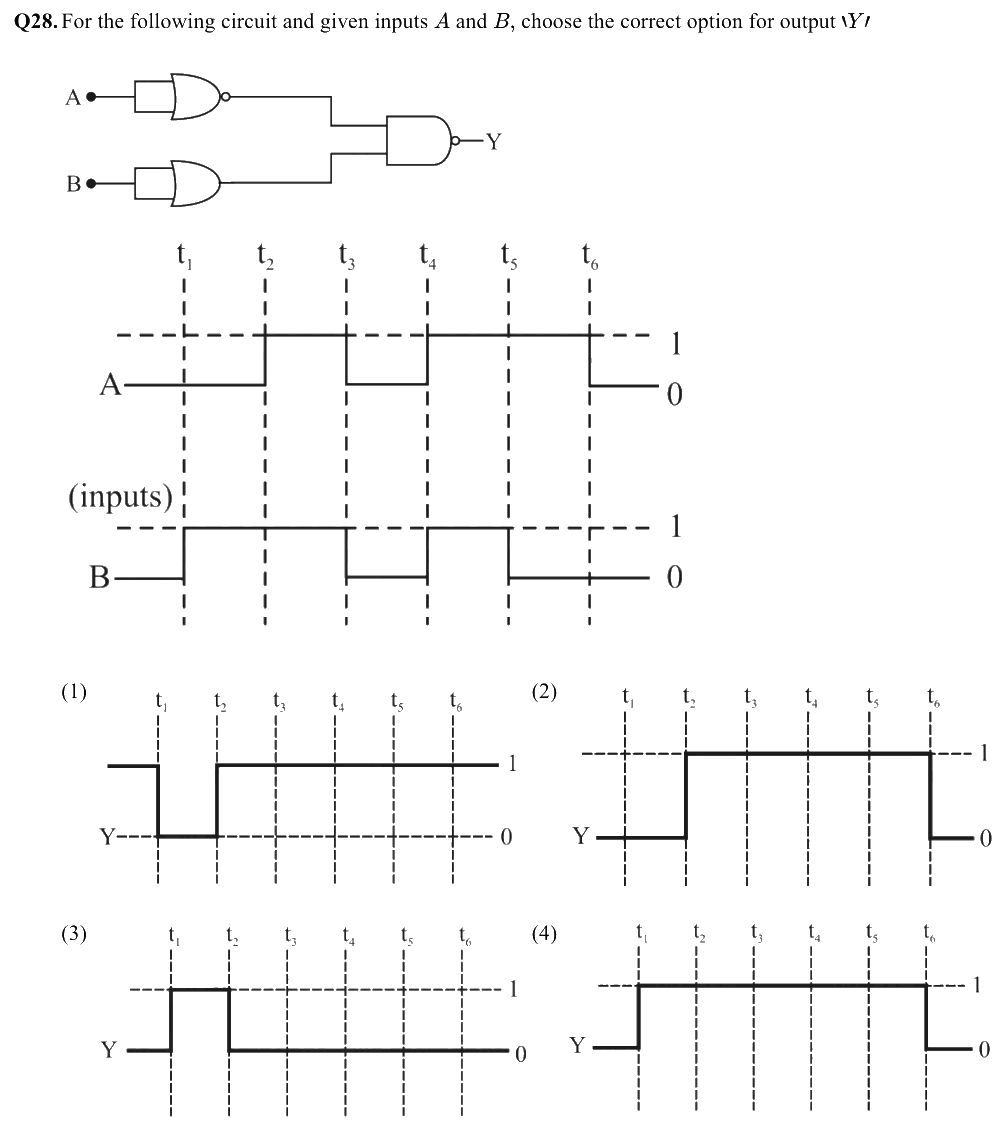 Q28. For the following circuit and given inputs A and B, choose the correct option for output 'Y'
A
Y
B
t₁ t₂ t₃ t₄ t₅ t₆
1
A
0
(inputs)
1
B
0
(1)
t₁ t₂ t₃ t₄ t₅ t₆
1
Y
0
(2)
t₁ t₂ t₃ t₄ t₅ t₆
1
Y
0
(3)
t₁ t₂ t₃ t₄ t₅ t₆
1
Y
0
(4)
t₁ t₂ t₃ t₄ t₅ t₆
1
Y
0